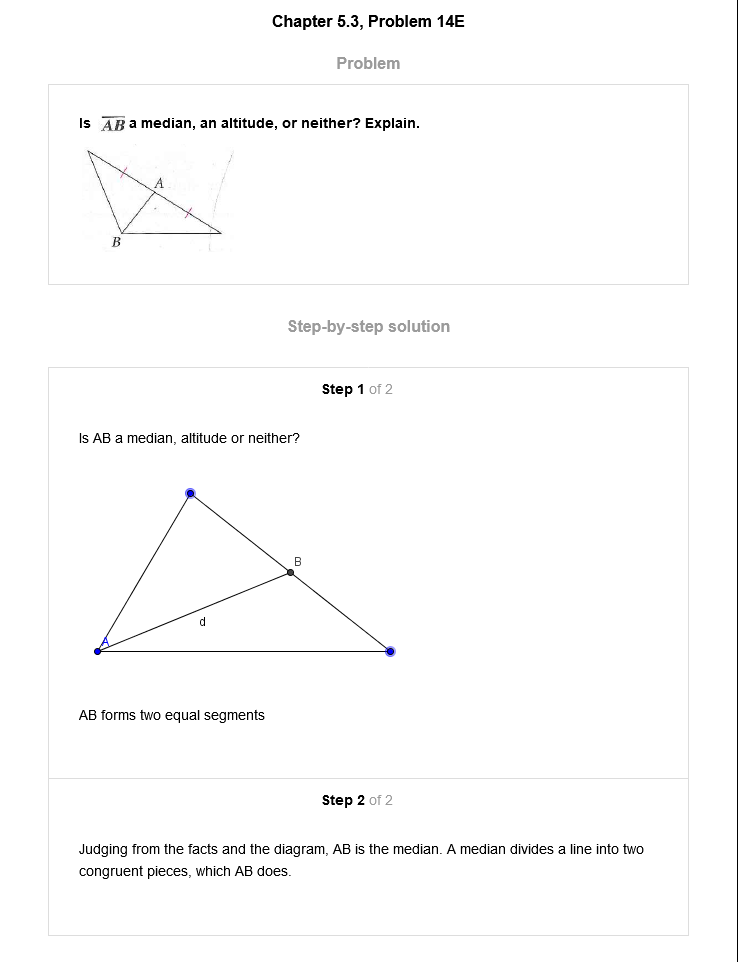 Chapter 5.3, Problem 14E
Problem
Is AB a median, an altitude, or neither? Explain.
A
B
Step-by-step solution
Step 1 of 2
Is AB a median, altitude or neither?
B
d
A
AB forms two equal segments
Step 2 of 2
Judging from the facts and the diagram, AB is the median. A median divides a line into two
congruent pieces, which AB does.